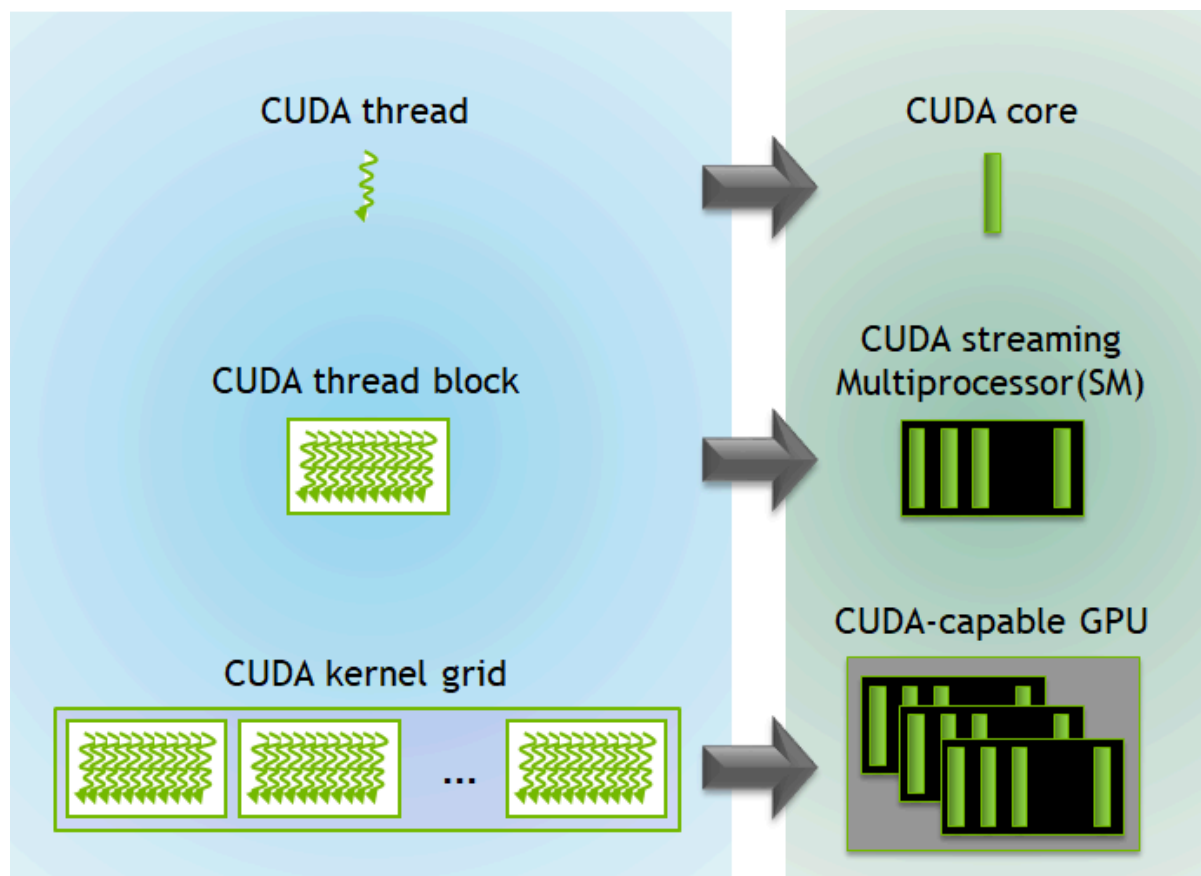 CUDA thread
CUDA core
CUDA thread block
CUDA streaming
Multiprocessor(SM)
CUDA kernel grid
...
CUDA-capable GPU